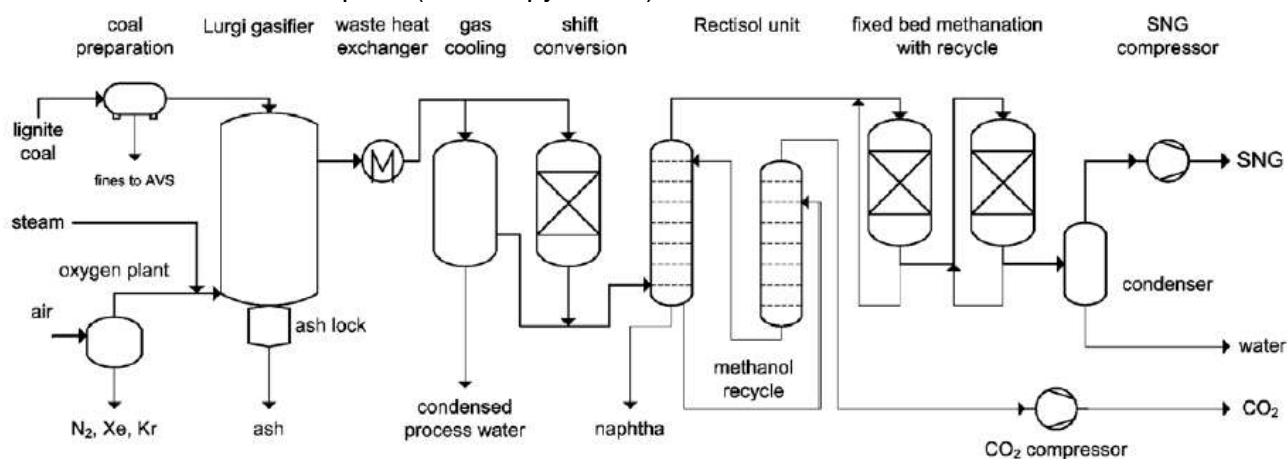 coal preparation
Lurgi gasifier
waste heat exchanger
gas cooling
shift conversion
Rectisol unit
fixed bed methanation with recycle
SNG compressor
lignite coal
fines to AVS
steam
oxygen plant
air
ash lock
N₂, Xe, Kr
ash
M
condensed process water
naphtha
methanol recycle
condenser
SNG
water
CO₂
CO₂ compressor